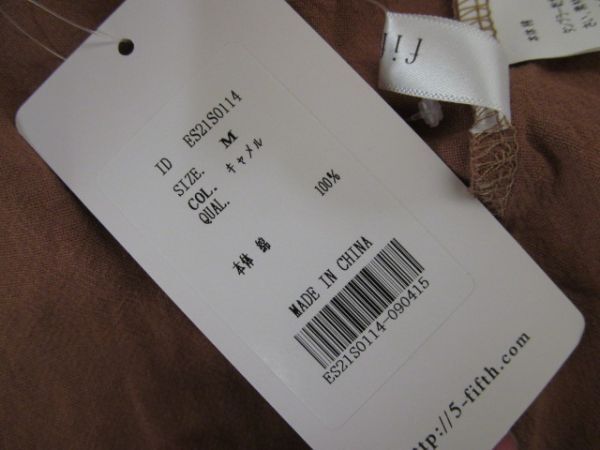 ID ES21S0114
SIZE. M
COL. キャメル
QUAL.
本体 綿 100%
MADE IN CHINA
ES21S0114-090415
ttp://5-fifth.com
fif